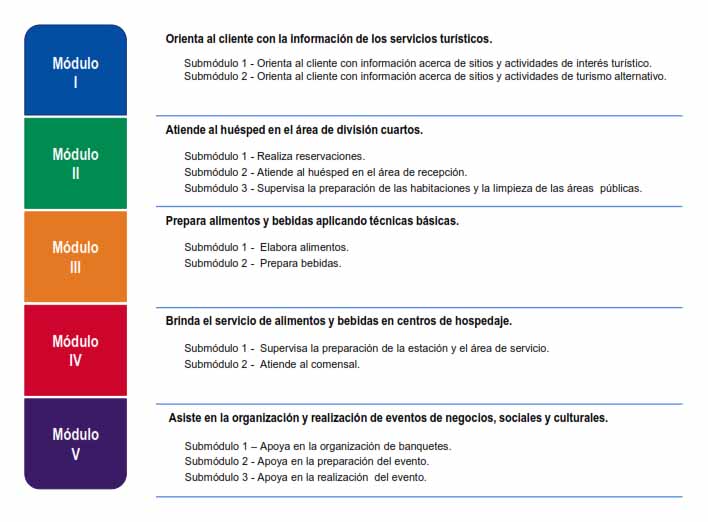 Módulo
I
Orienta al cliente con la información de los servicios turísticos.
Submódulo 1 - Orienta al cliente con información acerca de sitios y actividades de interés turístico.
Submódulo 2 - Orienta al cliente con información acerca de sitios y actividades de turismo alternativo.
Módulo
II
Atiende al huésped en el área de división cuartos.
Submódulo 1 - Realiza reservaciones.
Submódulo 2 - Atiende al huésped en el área de recepción.
Submódulo 3 - Supervisa la preparación de las habitaciones y la limpieza de las áreas públicas.
Módulo
III
Prepara alimentos y bebidas aplicando técnicas básicas.
Submódulo 1 - Elabora alimentos.
Submódulo 2 - Prepara bebidas.
Módulo
IV
Brinda el servicio de alimentos y bebidas en centros de hospedaje.
Submódulo 1 - Supervisa la preparación de la estación y el área de servicio.
Submódulo 2 - Atiende al comensal.
Módulo
V
Asiste en la organización y realización de eventos de negocios, sociales y culturales.
Submódulo 1 – Apoya en la organización de banquetes.
Submódulo 2 - Apoya en la preparación del evento.
Submódulo 3 - Apoya en la realización del evento.